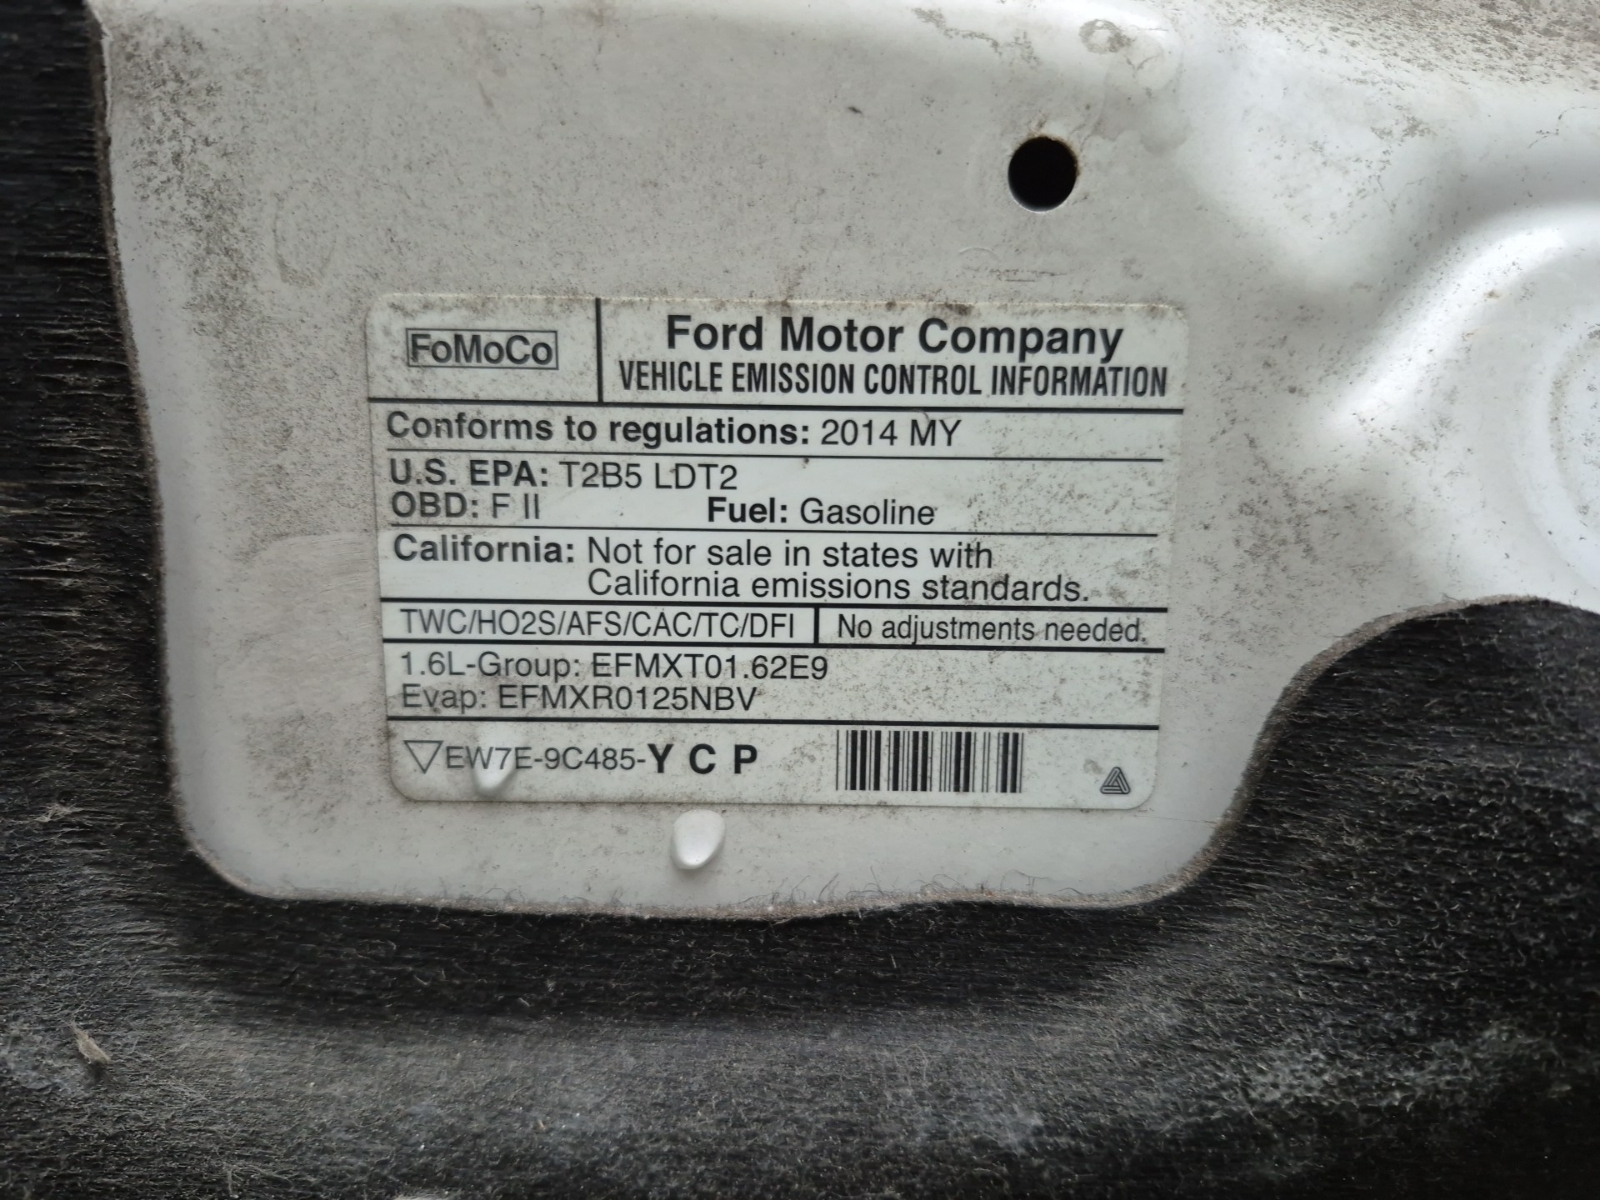 FoMoCo
Ford Motor Company
VEHICLE EMISSION CONTROL INFORMATION
Conforms to regulations: 2014 MY
U.S. EPA: T2B5 LDT2
OBD: F II Fuel: Gasoline
California: Not for sale in states with
California emissions standards.
TWC/HO2S/AFS/CAC/TC/DFI No adjustments needed.
1.6L-Group: EFMXT01.62E9
Evap: EFMXR0125NBV
EW7E-9C485-Y C P